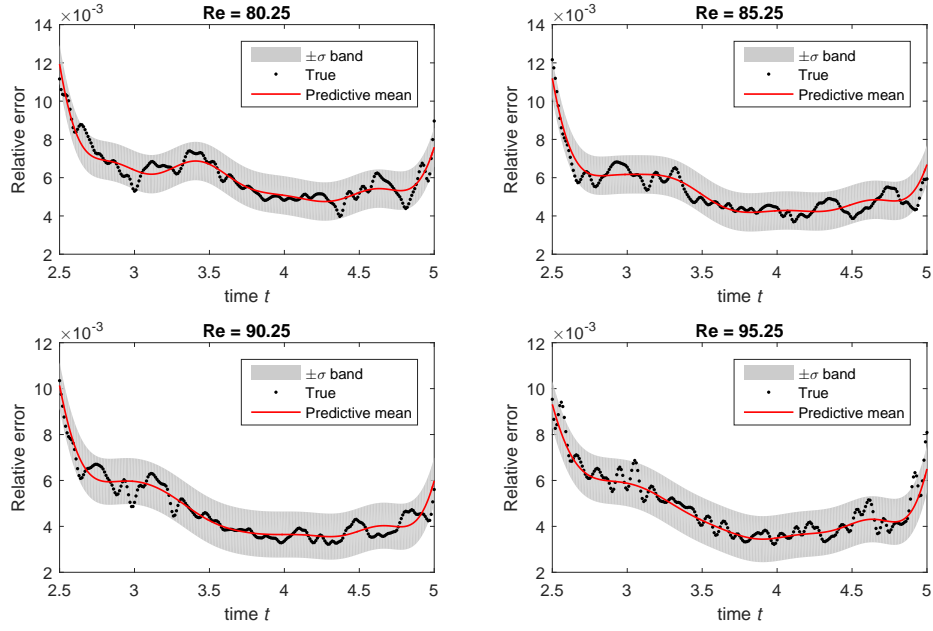 ×10⁻³
Re = 80.25
14
12
10
8
6
4
2
Relative error
±σ band
True
Predictive mean
2.5 3 3.5 4 4.5 5
time t
×10⁻³
Re = 85.25
14
12
10
8
6
4
2
Relative error
±σ band
True
Predictive mean
2.5 3 3.5 4 4.5 5
time t
×10⁻³
Re = 90.25
12
10
8
6
4
2
Relative error
±σ band
True
Predictive mean
2.5 3 3.5 4 4.5 5
time t
×10⁻³
Re = 95.25
12
10
8
6
4
2
Relative error
±σ band
True
Predictive mean
2.5 3 3.5 4 4.5 5
time t